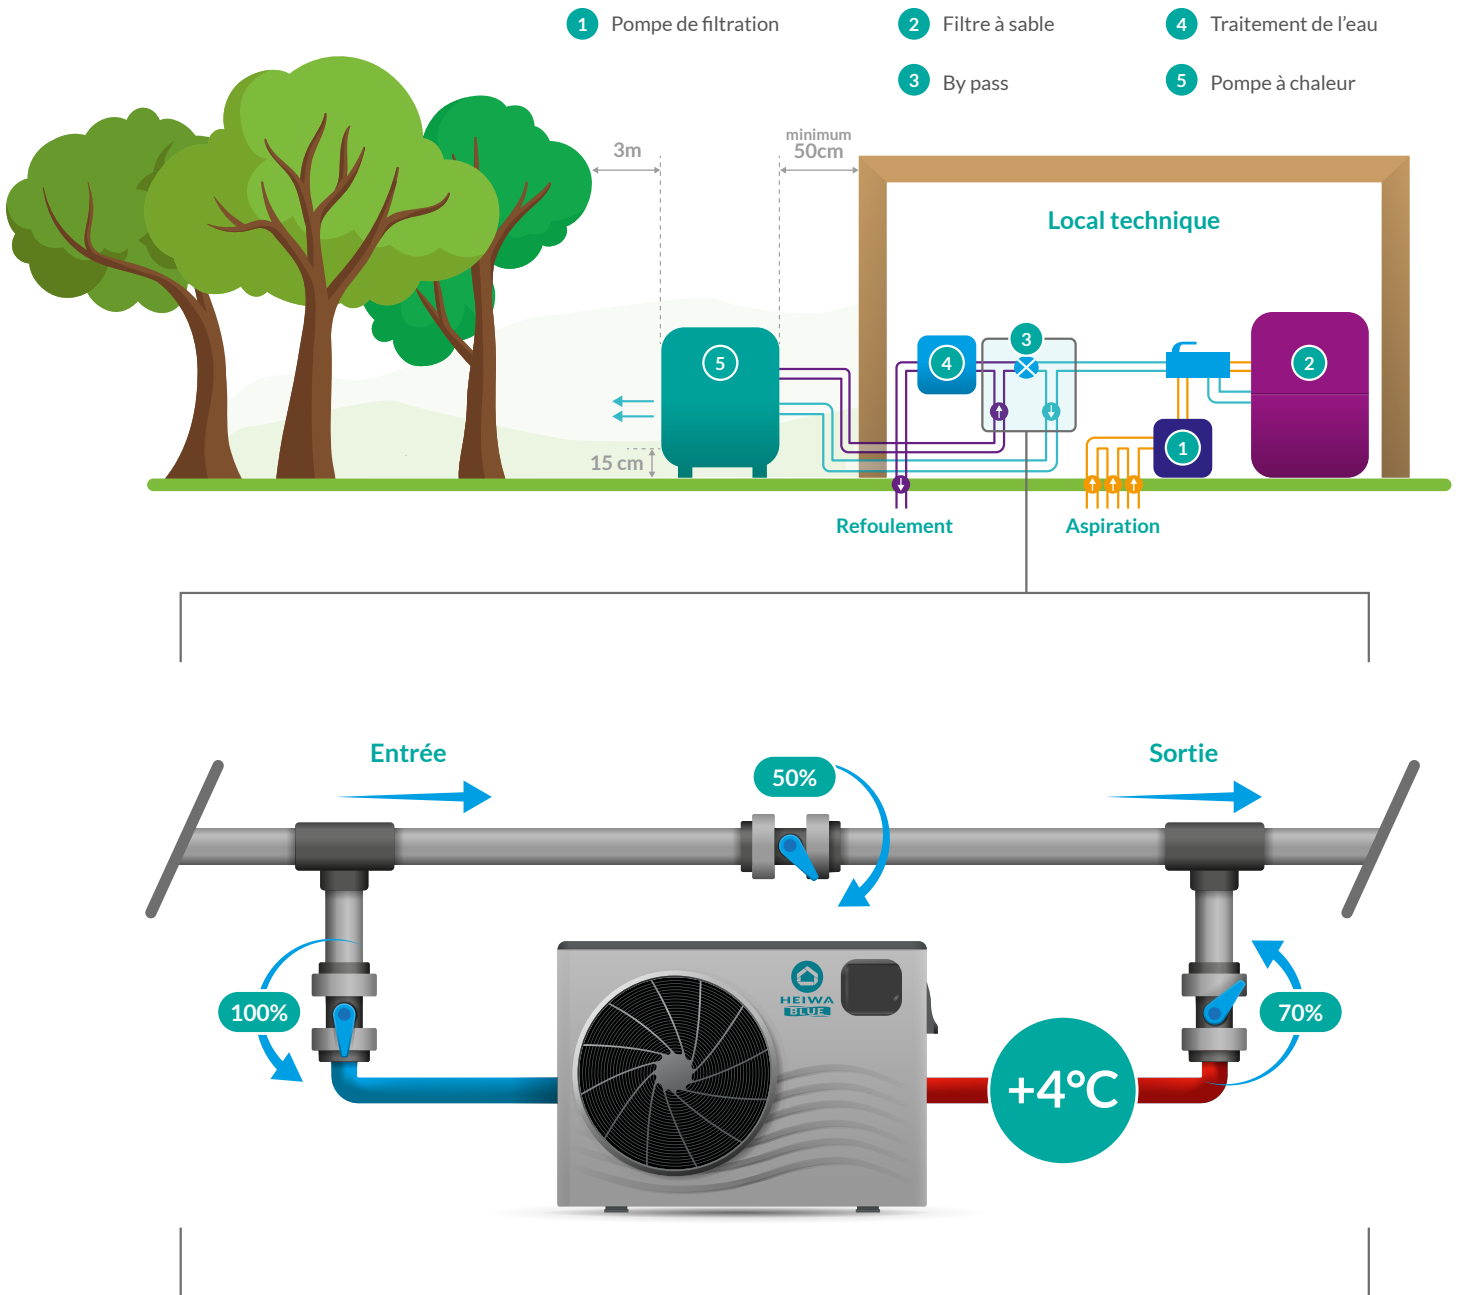 1 Pompe de filtration
2 Filtre à sable
4 Traitement de l'eau
3 By pass
5 Pompe à chaleur
3m
minimum
50cm
Local technique
5
4
3
2
1
15 cm
Refoulement
Aspiration
Entrée
Sortie
50%
100%
70%
HEIWA
BLUE
+4°C